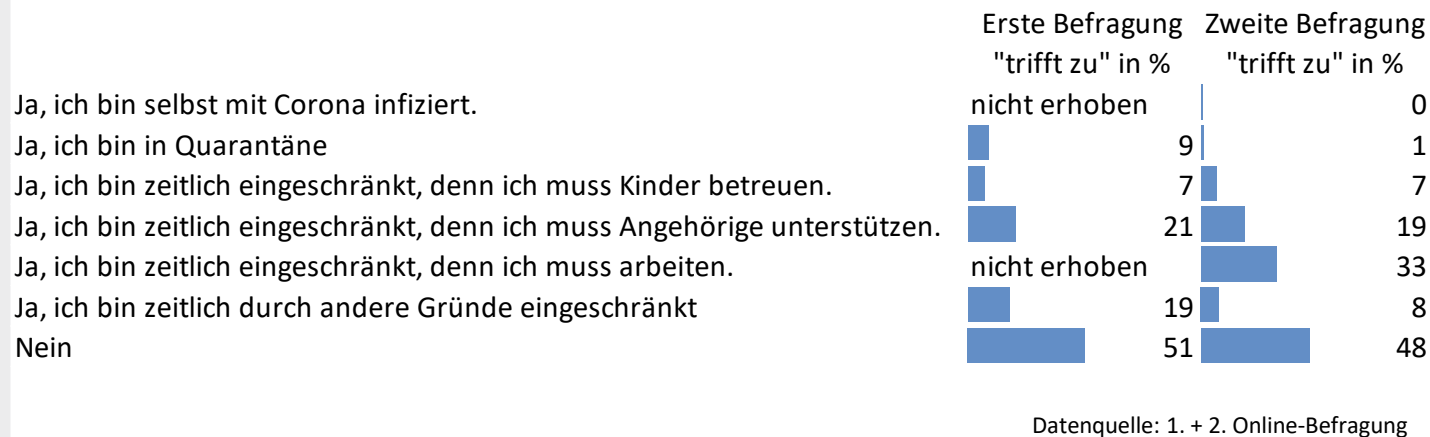 Erste Befragung Zweite Befragung
"trifft zu" in % "trifft zu" in %
Ja, ich bin selbst mit Corona infiziert. nicht erhoben 0
Ja, ich bin in Quarantäne 9 1
Ja, ich bin zeitlich eingeschränkt, denn ich muss Kinder betreuen. 7 7
Ja, ich bin zeitlich eingeschränkt, denn ich muss Angehörige unterstützen. 21 19
Ja, ich bin zeitlich eingeschränkt, denn ich muss arbeiten. nicht erhoben 33
Ja, ich bin zeitlich durch andere Gründe eingeschränkt 19 8
Nein 51 48
Datenquelle: 1. + 2. Online-Befragung